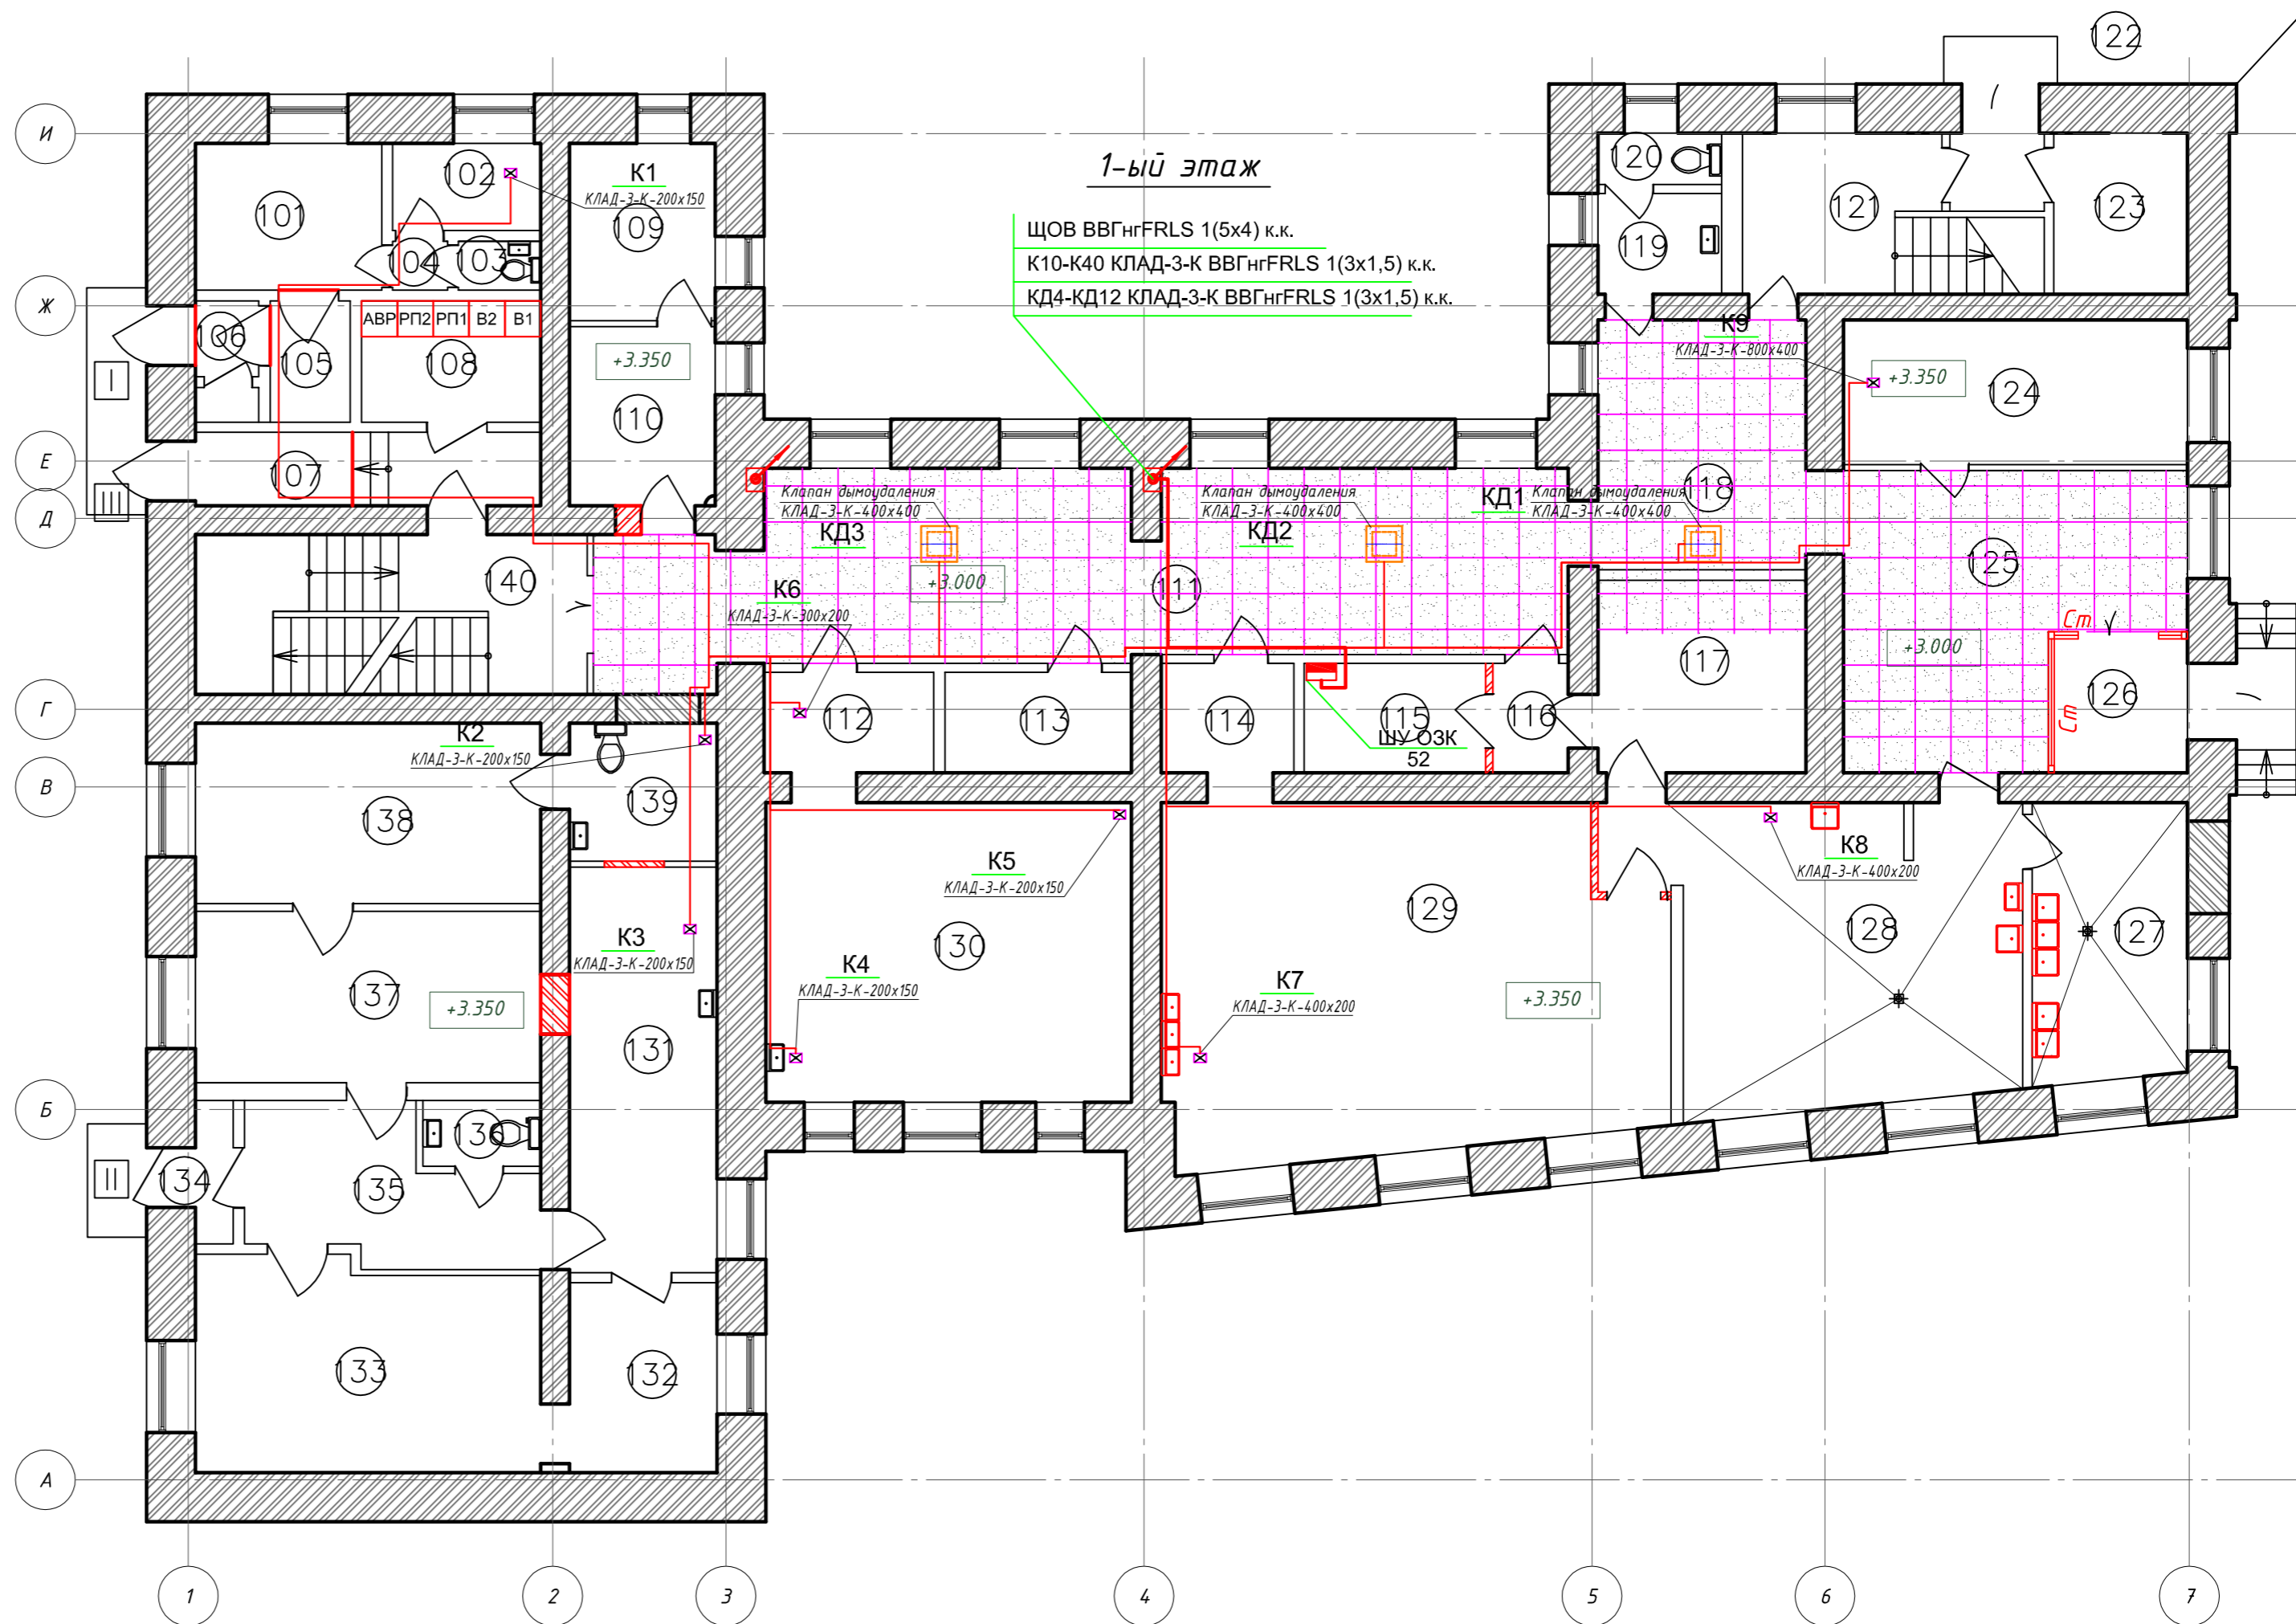 122
И
1-ый этаж
120
102
К1
КЛАД-3-К-200х150
101
109
121
123
ЩОВ ВВГнгFRLS 1(5х4) к.к.
119
104
103
К10-К40 КЛАД-3-К ВВГнгFRLS 1(3х1,5) к.к.
КД4-КД12 КЛАД-3-К ВВГнгFRLS 1(3х1,5) к.к.
Ж
АВР
РП2
РП1
В2
В1
К9
КЛАД-3-К-800х400
106
105
108
+3.350
+3.350
124
I
110
Е
107
III
Клапан дымоудаления
КЛАД-3-К-400х400
Клапан дымоудаления
КЛАД-3-К-400х400
КД1
Клапан дымоудаления
КЛАД-3-К-400х400
118
Д
КД3
КД2
125
140
К6
КЛАД-3-К-300х200
+3.000
111
Ст
+3.000
117
126
Г
112
113
114
115
116
Ст
К2
КЛАД-3-К-200х150
ШУ ОЗК
52
В
138
139
К5
КЛАД-3-К-200х150
К8
КЛАД-3-К-400х200
129
128
127
К3
КЛАД-3-К-200х150
130
К4
КЛАД-3-К-200х150
К7
КЛАД-3-К-400х200
137
+3.350
+3.350
131
Б
136
II
134
135
133
132
А
1
2
3
4
5
6
7